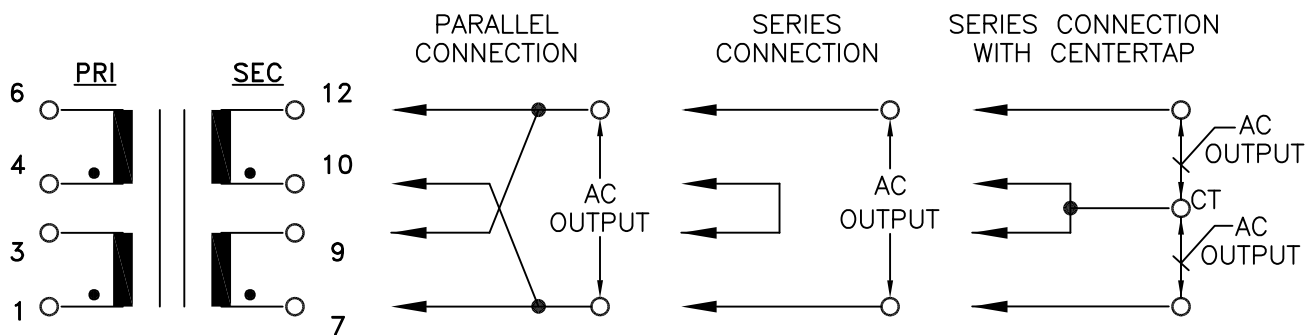 PRI
SEC
6
4
3
1
12
10
9
7
PARALLEL
CONNECTION
AC
OUTPUT
SERIES
CONNECTION
AC
OUTPUT
SERIES CONNECTION
WITH CENTERTAP
AC
OUTPUT
CT
AC
OUTPUT